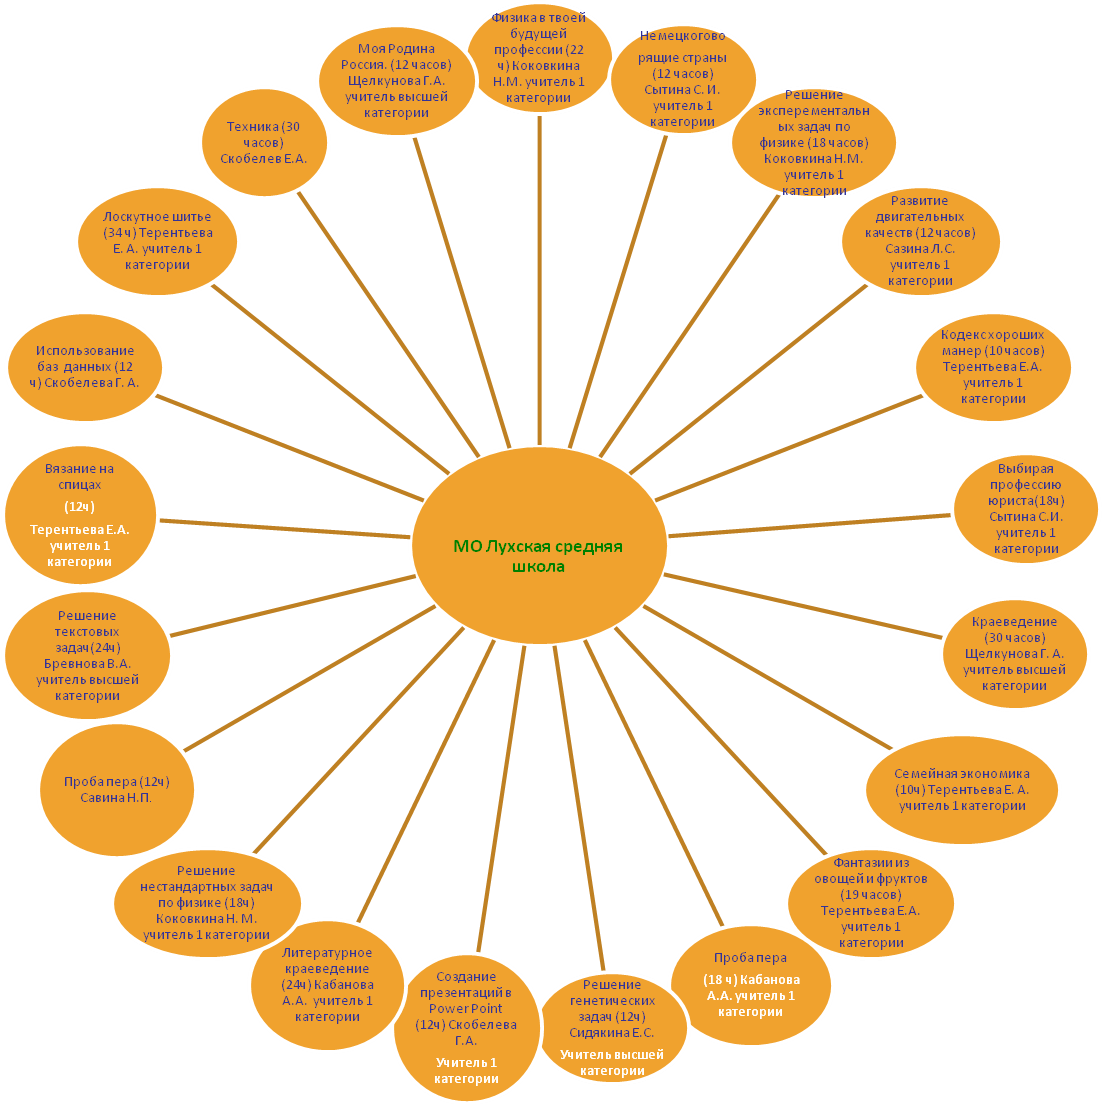 Физика в твоей
будущей
профессии (22
ч) Коковкина
Н.М. учитель 1
категории
Немецкогово
рящие страны
(12 часов)
Сытина С. И.
учитель 1
категории
Решение
эксперементальн
ых задач по
физике (18 часов)
Коковкина Н.М.
учитель 1
категории
Развитие
двигательных
качеств (12 часов)
Сазина Л.С.
учитель 1
категории
Кодекс хороших
манер (10 часов)
Терентьева Е.А.
учитель 1
категории
Выбирая
профессию
юриста(18ч)
Сытина С.И.
учитель 1
категории
Краеведение
(30 часов)
Щелкунова Г. А.
учитель высшей
категории
Семейная экономика
(10ч) Терентьева Е. А.
учитель 1 категории
Фантазии из
овощей и фруктов
(19 часов)
Терентьева Е.А.
учитель 1
категории
Проба пера
(18 ч) Кабанова
А.А. учитель 1
категории
Решение
генетических
задач (12ч)
Сидякина Е.С.
Учитель высшей
категории
Создание
презентаций в
Power Point
(12ч) Скобелева
Г.А.
Учитель 1
категории
Литературное
краеведение
(24ч) Кабанова
А.А. учитель 1
категории
Решение
нестандартных задач
по физике (18ч)
Коковкина Н. М.
учитель 1 категории
Проба пера (12ч)
Савина Н.П.
Решение
текстовых
задач(24ч)
Бревнова В.А.
учитель высшей
категории
Вязание на
спицах
(12ч)
Терентьева Е.А.
учитель 1
категории
Использование
баз данных (12
ч) Скобелева Г. А.
Лоскутное шитье
(34 ч) Терентьева
Е. А. учитель 1
категории
Техника (30
часов)
Скобелев Е.А.
Моя Родина
Россия. (12 часов)
Щелкунова Г.А.
учитель высшей
категории
МО Лухская средняя
школа